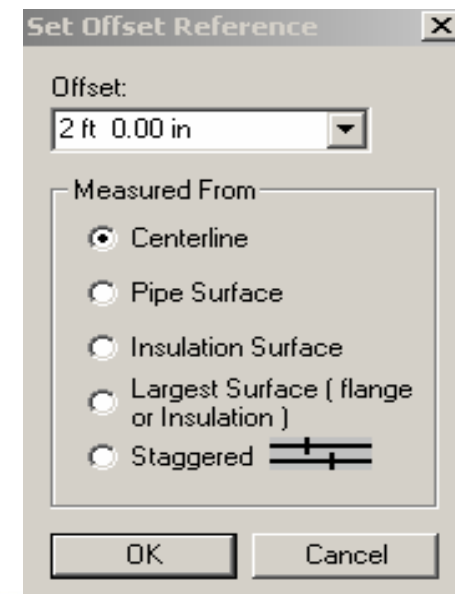 Set Offset Reference
Offset:
2 ft 0.00 in
Measured From
Centerline
Pipe Surface
Insulation Surface
Largest Surface ( flange
or Insulation )
Staggered
OK
Cancel